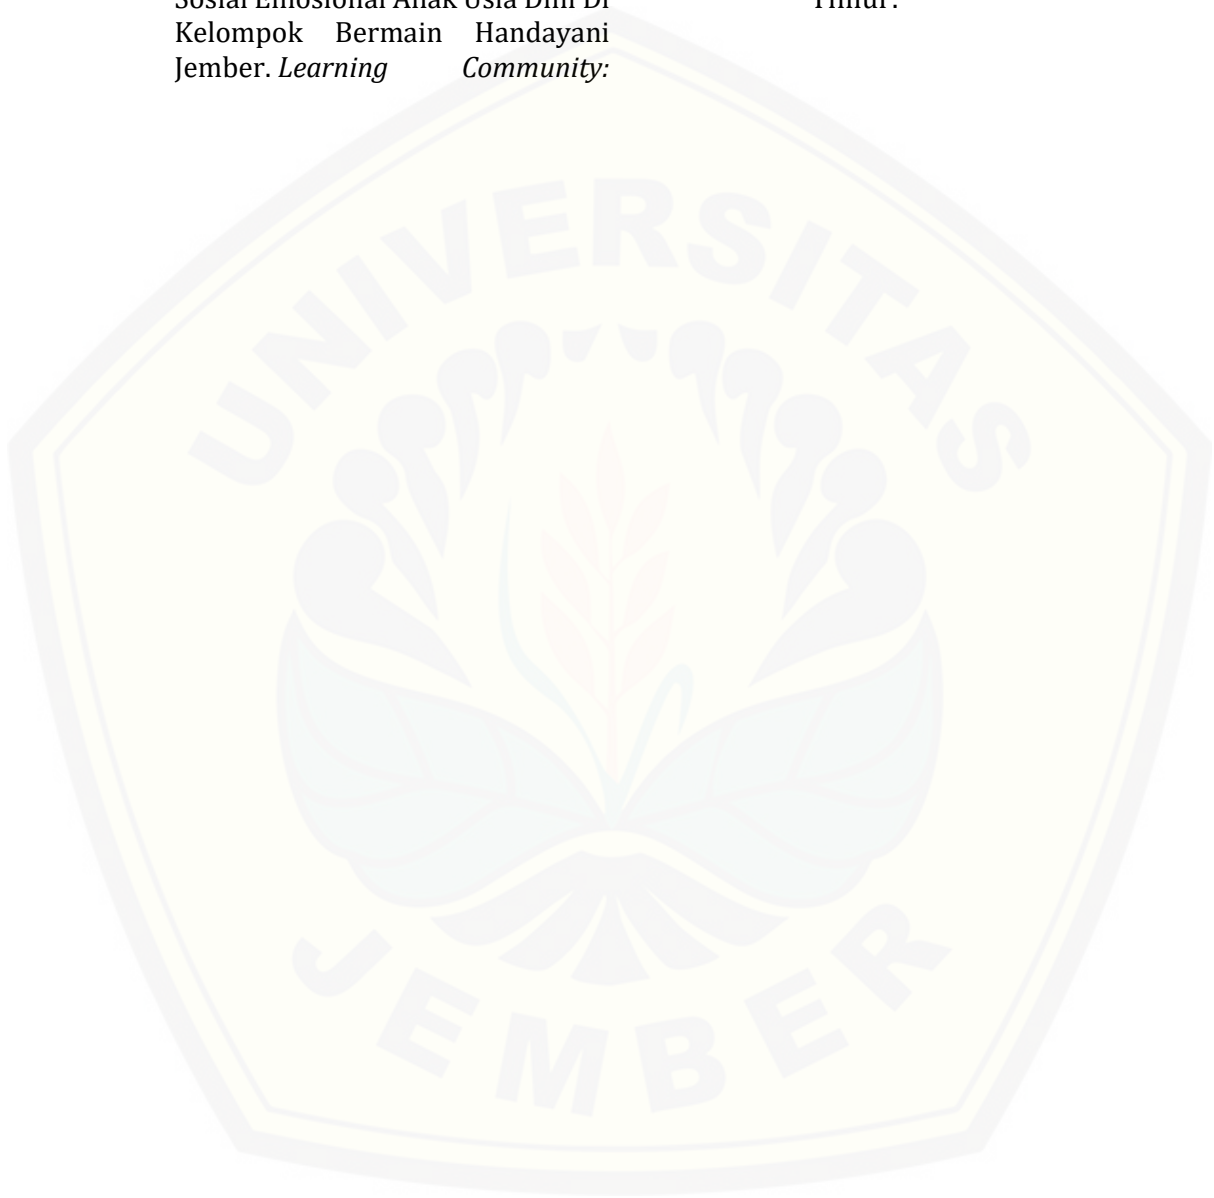 Sosial Emosional Anak Usia Dini Di
Kelompok Bermain Handayani
Jember. Learning Community:
Timur.
UNIVERSITAS
JEMBER